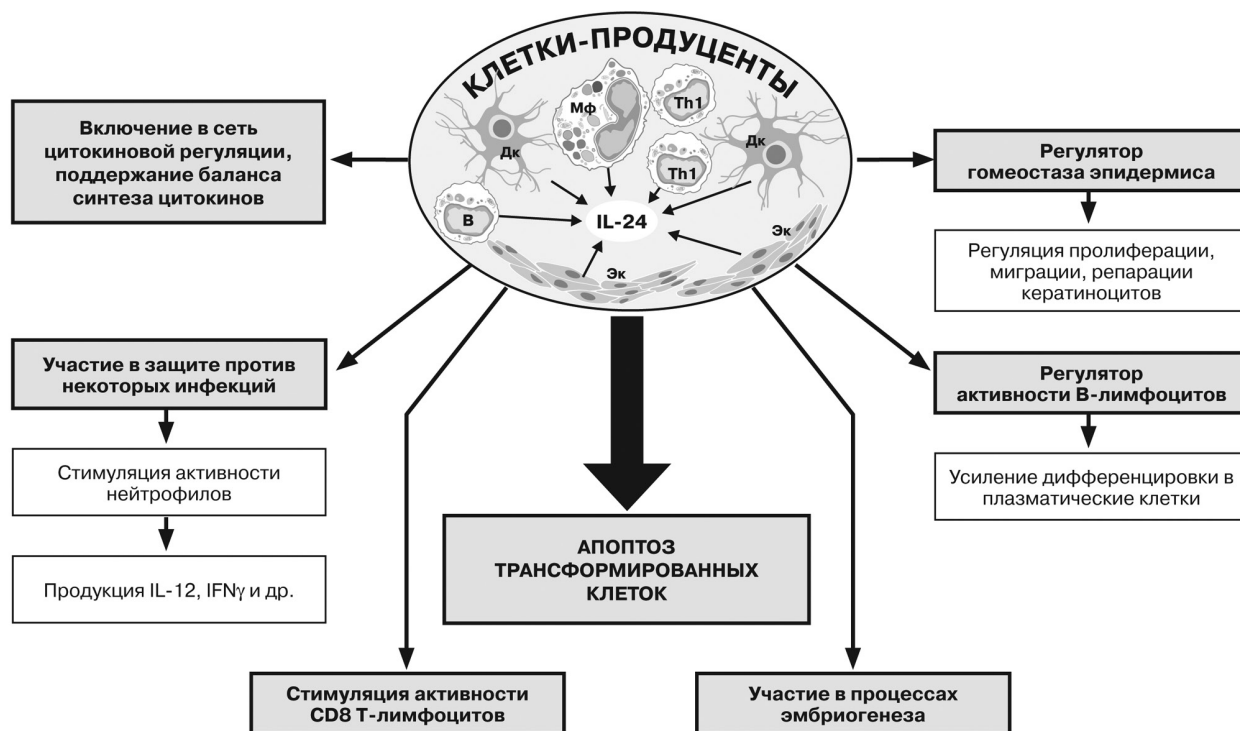 КЛЕТКИ-ПРОДУЦЕНТЫ
Мф
Th1
Дк
Дк
Th1
В
IL-24
Эк
Эк
Включение в сеть
цитокиновой регуляции,
поддержание баланса
синтеза цитокинов
Регулятор
гомеостаза эпидермиса
Регуляция пролиферации,
миграции, репарации
кератиноцитов
Участие в защите против
некоторых инфекций
Стимуляция активности
нейтрофилов
Продукция IL-12, IFNγ и др.
Регулятор
активности В-лимфоцитов
Усиление дифференцировки в
плазматические клетки
АПОПТОЗ
ТРАНСФОРМИРОВАННЫХ
КЛЕТОК
Стимуляция активности
CD8 Т-лимфоцитов
Участие в процессах
эмбриогенеза